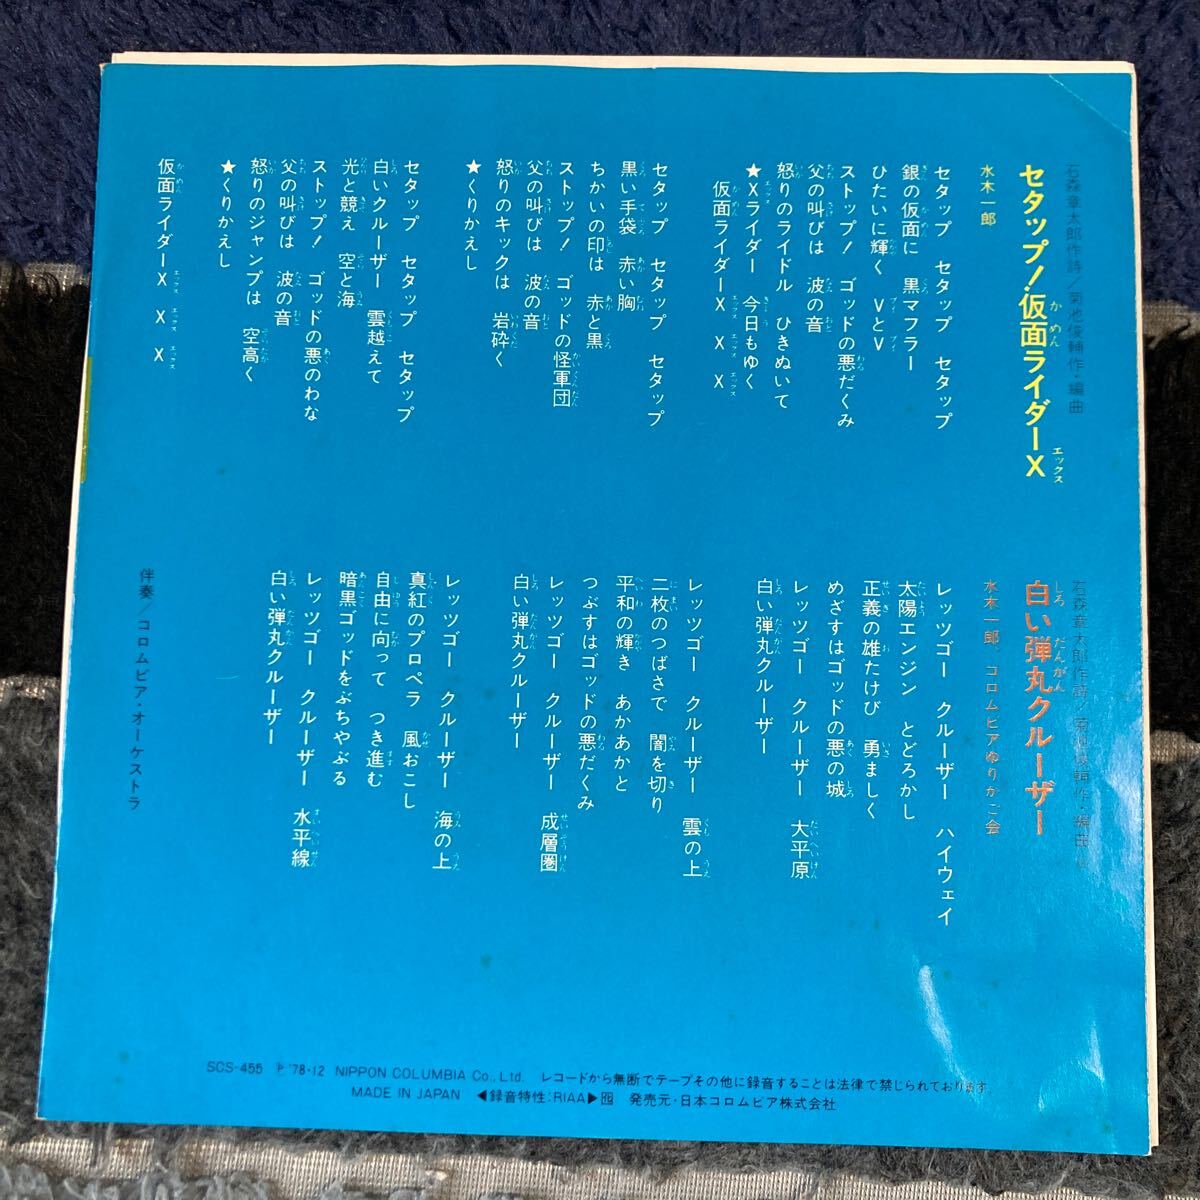 石森章太郎作詩/菊池俊輔作・編曲
セタップ!仮面ライダーX
水木一郎
セタップ セタップ セタップ
銀の仮面に 黒マフラー
ひたいに輝く VとV
ストップ! ゴッドの悪だくみ
父の叫びは 波の音
怒りのライドル ひきぬいて
★Xライダー 今日もゆく
仮面ライダーX X X
セタップ セタップ セタップ
黒い手袋 赤い胸
ちかいの印は 赤と黒
ストップ! ゴッドの怪軍団
父の叫びは 波の音
怒りのキックは 岩砕く
★くりかえし
セタップ セタップ セタップ
白いクルーザー 雲越えて
光と競え 空と海
ストップ! ゴッドの悪のわな
父の叫びは 波の音
怒りのジャンプは 空高く
★くりかえし
仮面ライダーX X X
石森章太郎作詩/菊池俊輔作・編曲
白い弾丸クルーザー
水木一郎、コロムビアゆりかご会
レッツゴー クルーザー ハイウェイ
太陽エンジン とどろかし
正義の雄たけび 勇ましく
めざすはゴッドの悪の城
レッツゴー クルーザー 大平原
白い弾丸クルーザー
レッツゴー クルーザー 雲の上
二枚のつばさで 闇を切り
平和の輝き あかあかと
つぶすはゴッドの悪だくみ
レッツゴー クルーザー 成層圏
白い弾丸クルーザー
レッツゴー クルーザー 海の上
真紅のプロペラ 風おこし
自由に向って つき進む
暗黒ゴッドをぶちやぶる
レッツゴー クルーザー 水平線
白い弾丸クルーザー
伴奏/コロムビア・オーケストラ
SCS-455 Ⓟ '78・12 NIPPON COLUMBIA Co., Ltd. レコードから無断でテープその他に録音することは法律で禁じられております
MADE IN JAPAN ◀録音特性:RIAA▶ 発売元・日本コロムビア株式会社